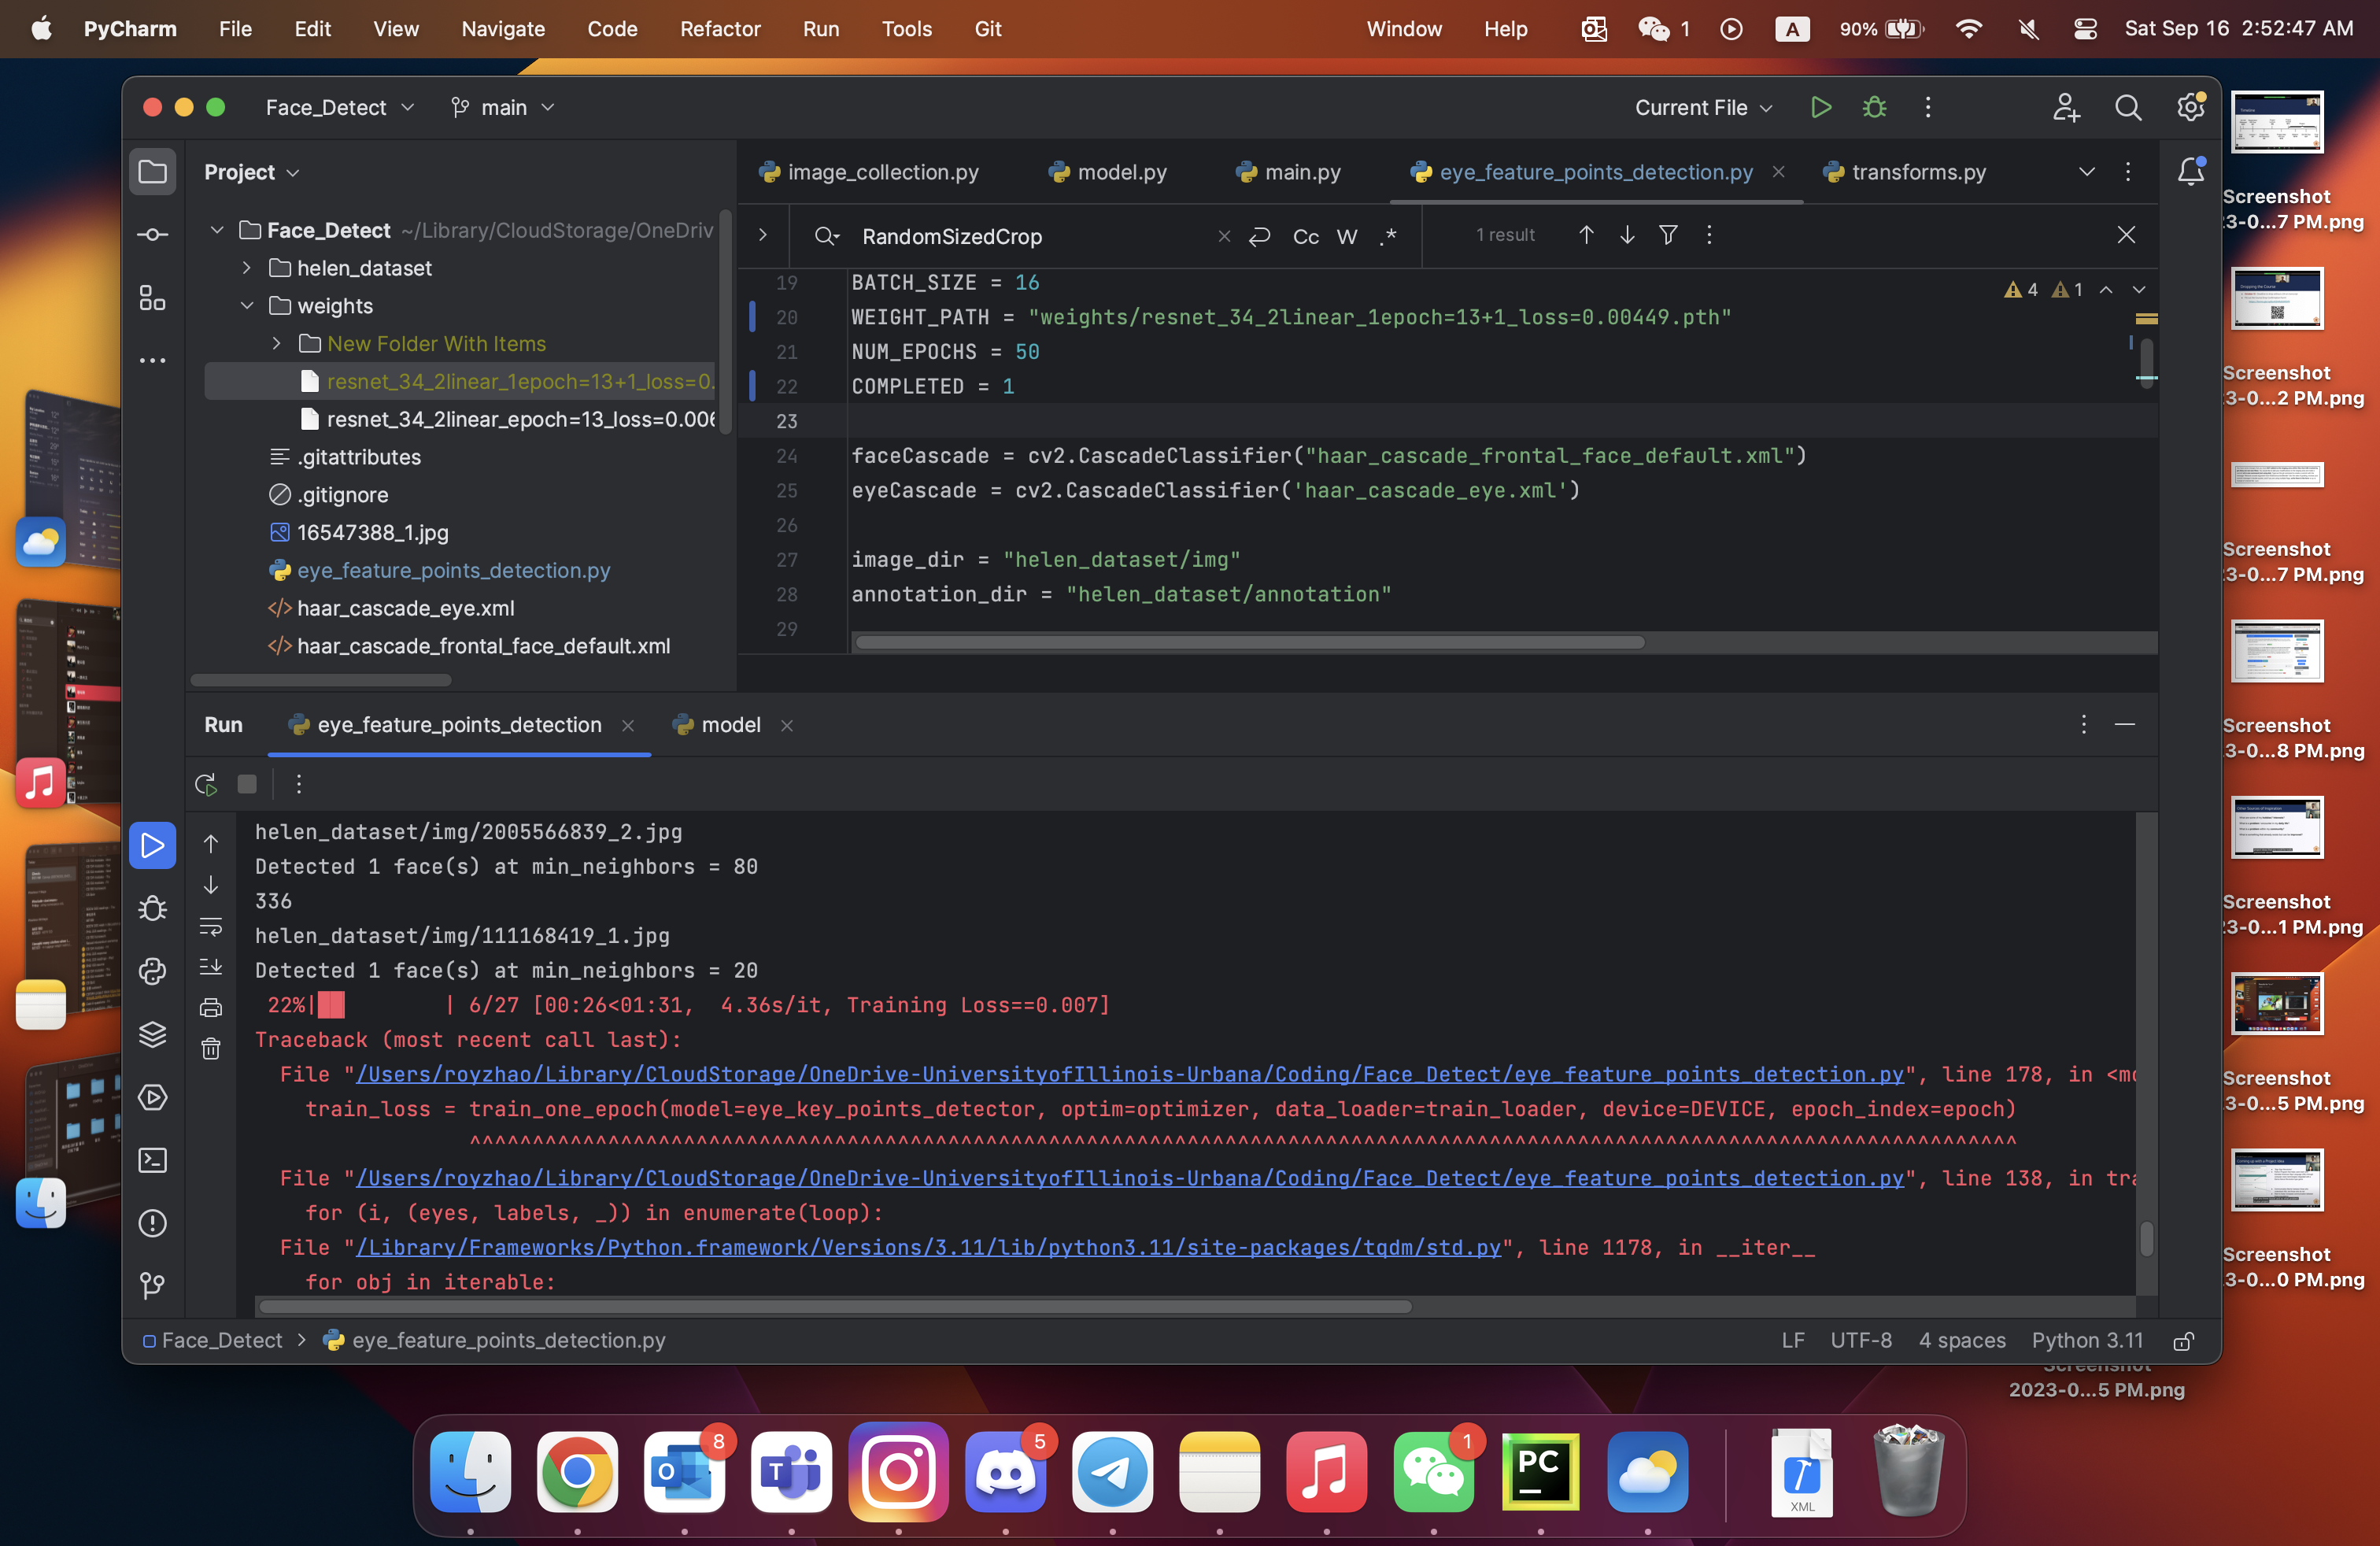 PyCharm File Edit View Navigate Code Refactor Run Tools Git Window Help 1 A 90% Sat Sep 16 2:52:47 AM
Face_Detect main Current File
Project
image_collection.py model.py main.py eye_feature_points_detection.py transforms.py
RandomSizedCrop Cc W .* 1 result
Face_Detect ~/Library/CloudStorage/OneDriv
helen_dataset
weights
New Folder With Items
resnet_34_2linear_1epoch=13+1_loss=0.
resnet_34_2linear_epoch=13_loss=0.006
.gitattributes
.gitignore
16547388_1.jpg
eye_feature_points_detection.py
haar_cascade_eye.xml
haar_cascade_frontal_face_default.xml
4 1
19 BATCH_SIZE = 16
20 WEIGHT_PATH = "weights/resnet_34_2linear_1epoch=13+1_loss=0.00449.pth"
21 NUM_EPOCHS = 50
22 COMPLETED = 1
23
24 faceCascade = cv2.CascadeClassifier("haar_cascade_frontal_face_default.xml")
25 eyeCascade = cv2.CascadeClassifier('haar_cascade_eye.xml')
26
27 image_dir = "helen_dataset/img"
28 annotation_dir = "helen_dataset/annotation"
29
Run eye_feature_points_detection model
helen_dataset/img/2005566839_2.jpg
Detected 1 face(s) at min_neighbors = 80
336
helen_dataset/img/111168419_1.jpg
Detected 1 face(s) at min_neighbors = 20
22%|██ | 6/27 [00:26<01:31, 4.36s/it, Training Loss==0.007]
Traceback (most recent call last):
File "/Users/royzhao/Library/CloudStorage/OneDrive-UniversityofIllinois-Urbana/Coding/Face_Detect/eye_feature_points_detection.py", line 178, in <mo
train_loss = train_one_epoch(model=eye_key_points_detector, optim=optimizer, data_loader=train_loader, device=DEVICE, epoch_index=epoch)
^^^^^^^^^^^^^^^^^^^^^^^^^^^^^^^^^^^^^^^^^^^^^^^^^^^^^^^^^^^^^^^^^^^^^^^^^^^^^^^^^^^^^^^^^^^^^^^^^^^^^^^^^^^^^^^^^^^^^^^^^^^
File "/Users/royzhao/Library/CloudStorage/OneDrive-UniversityofIllinois-Urbana/Coding/Face_Detect/eye_feature_points_detection.py", line 138, in tra
for (i, (eyes, labels, _)) in enumerate(loop):
File "/Library/Frameworks/Python.framework/Versions/3.11/lib/python3.11/site-packages/tqdm/std.py", line 1178, in __iter__
for obj in iterable:
Face_Detect > eye_feature_points_detection.py LF UTF-8 4 spaces Python 3.11
Screenshot
23-0...7 PM.png
Screenshot
3-0...2 PM.png
Screenshot
3-0...7 PM.png
Screenshot
3-0...8 PM.png
Screenshot
23-0...1 PM.png
Screenshot
3-0...5 PM.png
Screenshot
3-0...0 PM.png
Screenshot
2023-0...5 PM.png
8 5 1
PC
XML